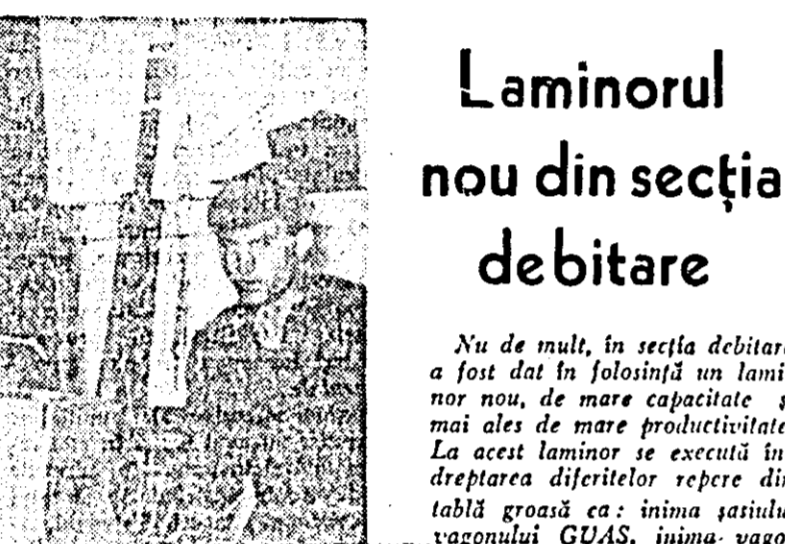 Laminorul
nou din secția
debitare
Nu de mult, în secția debitar
a fost dat în folosință un lami
nor nou, de mare capacitate ș
mai ales de mare productivitate
La acest laminor se execută în
dreptarea diferitelor repere din
tablă groasă ca: inima șasiulu
vagonului GUAS, inima vago